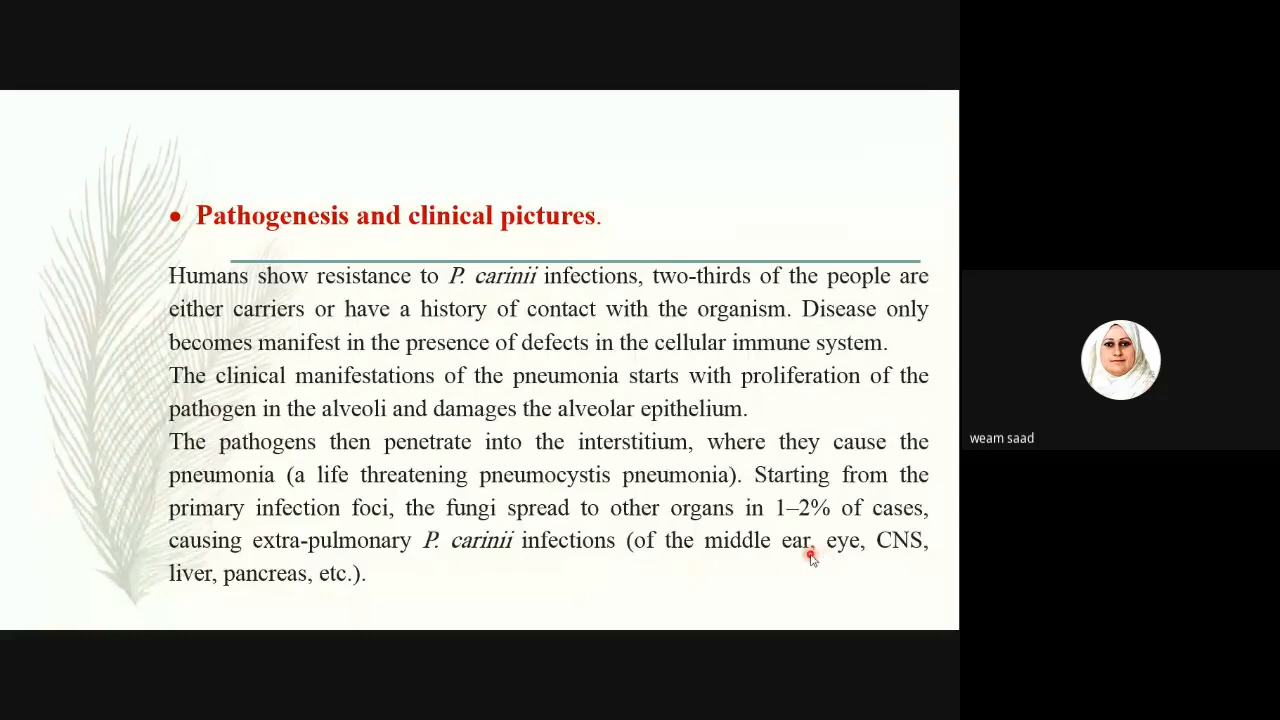 • Pathogenesis and clinical pictures.
Humans show resistance to P. carinii infections, two-thirds of the people are
either carriers or have a history of contact with the organism. Disease only
becomes manifest in the presence of defects in the cellular immune system.
The clinical manifestations of the pneumonia starts with proliferation of the
pathogen in the alveoli and damages the alveolar epithelium.
The pathogens then penetrate into the interstitium, where they cause the
pneumonia (a life threatening pneumocystis pneumonia). Starting from the
primary infection foci, the fungi spread to other organs in 1–2% of cases,
causing extra-pulmonary P. carinii infections (of the middle ear, eye, CNS,
liver, pancreas, etc.).
weam saad